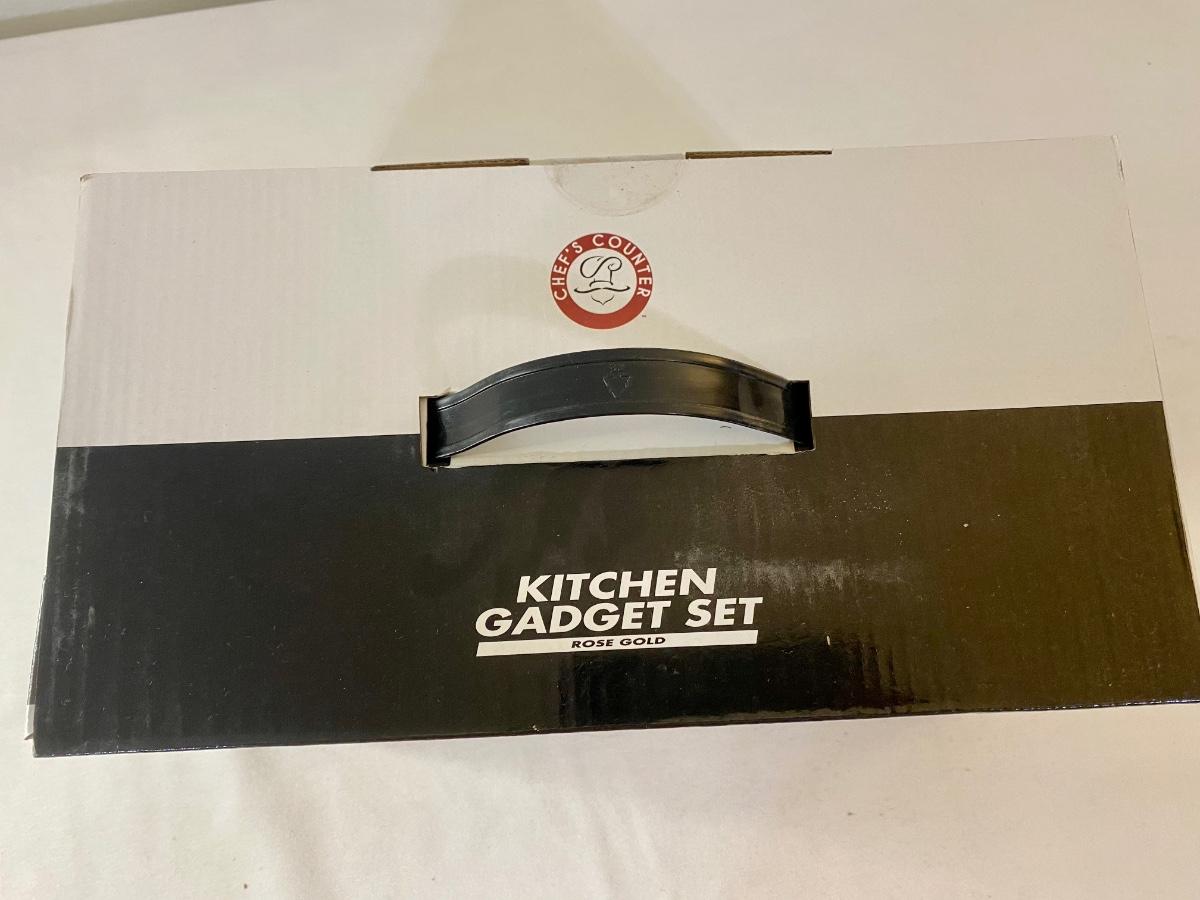 CHEF'S COUNTER
KITCHEN
GADGET SET
ROSE GOLD